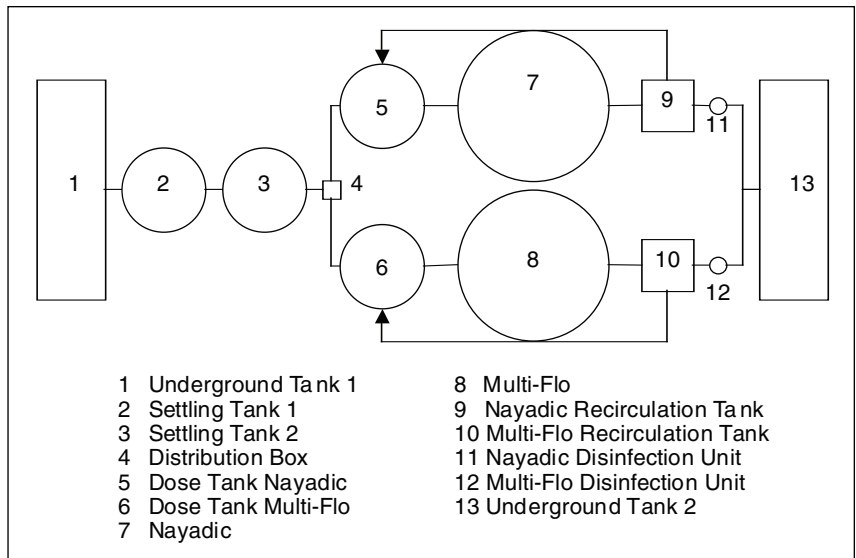 7
5
9
11
1
2
3
4
13
6
8
10
12
1 Underground Tank 1
2 Settling Tank 1
3 Settling Tank 2
4 Distribution Box
5 Dose Tank Nayadic
6 Dose Tank Multi-Flo
7 Nayadic
8 Multi-Flo
9 Nayadic Recirculation Tank
10 Multi-Flo Recirculation Tank
11 Nayadic Disinfection Unit
12 Multi-Flo Disinfection Unit
13 Underground Tank 2